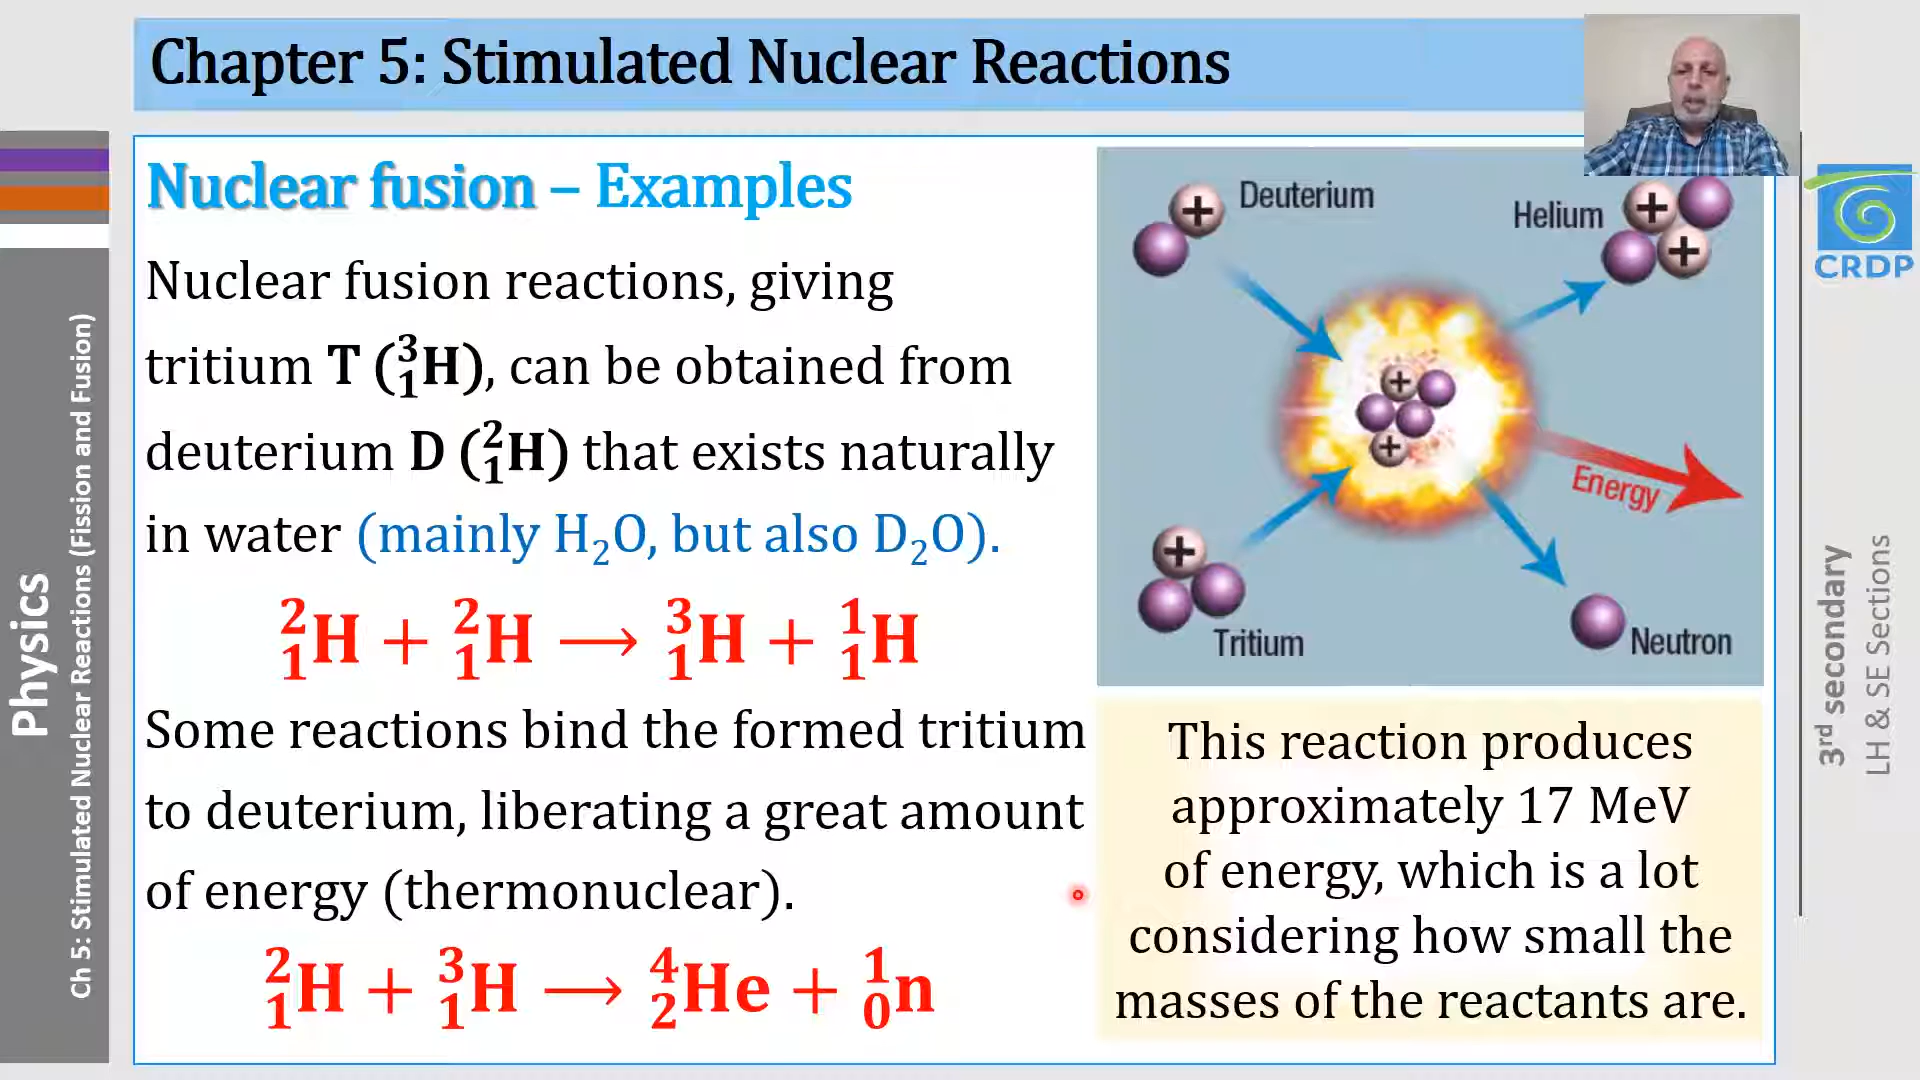 Chapter 5: Stimulated Nuclear Reactions
Nuclear fusion – Examples
Nuclear fusion reactions, giving
tritium T (³₁H), can be obtained from
deuterium D (²₁H) that exists naturally
in water (mainly H₂O, but also D₂O).
²₁H + ²₁H ⟶ ³₁H + ¹₁H
Some reactions bind the formed tritium
to deuterium, liberating a great amount
of energy (thermonuclear).
²₁H + ³₁H ⟶ ⁴₂He + ¹₀n
Deuterium
Helium
+
+
+
+
+
+
Energy
Tritium
Neutron
This reaction produces
approximately 17 MeV
of energy, which is a lot
considering how small the
masses of the reactants are.
Physics
Ch 5: Stimulated Nuclear Reactions (Fission and Fusion)
CRDP
3rd secondary
LH & SE Sections